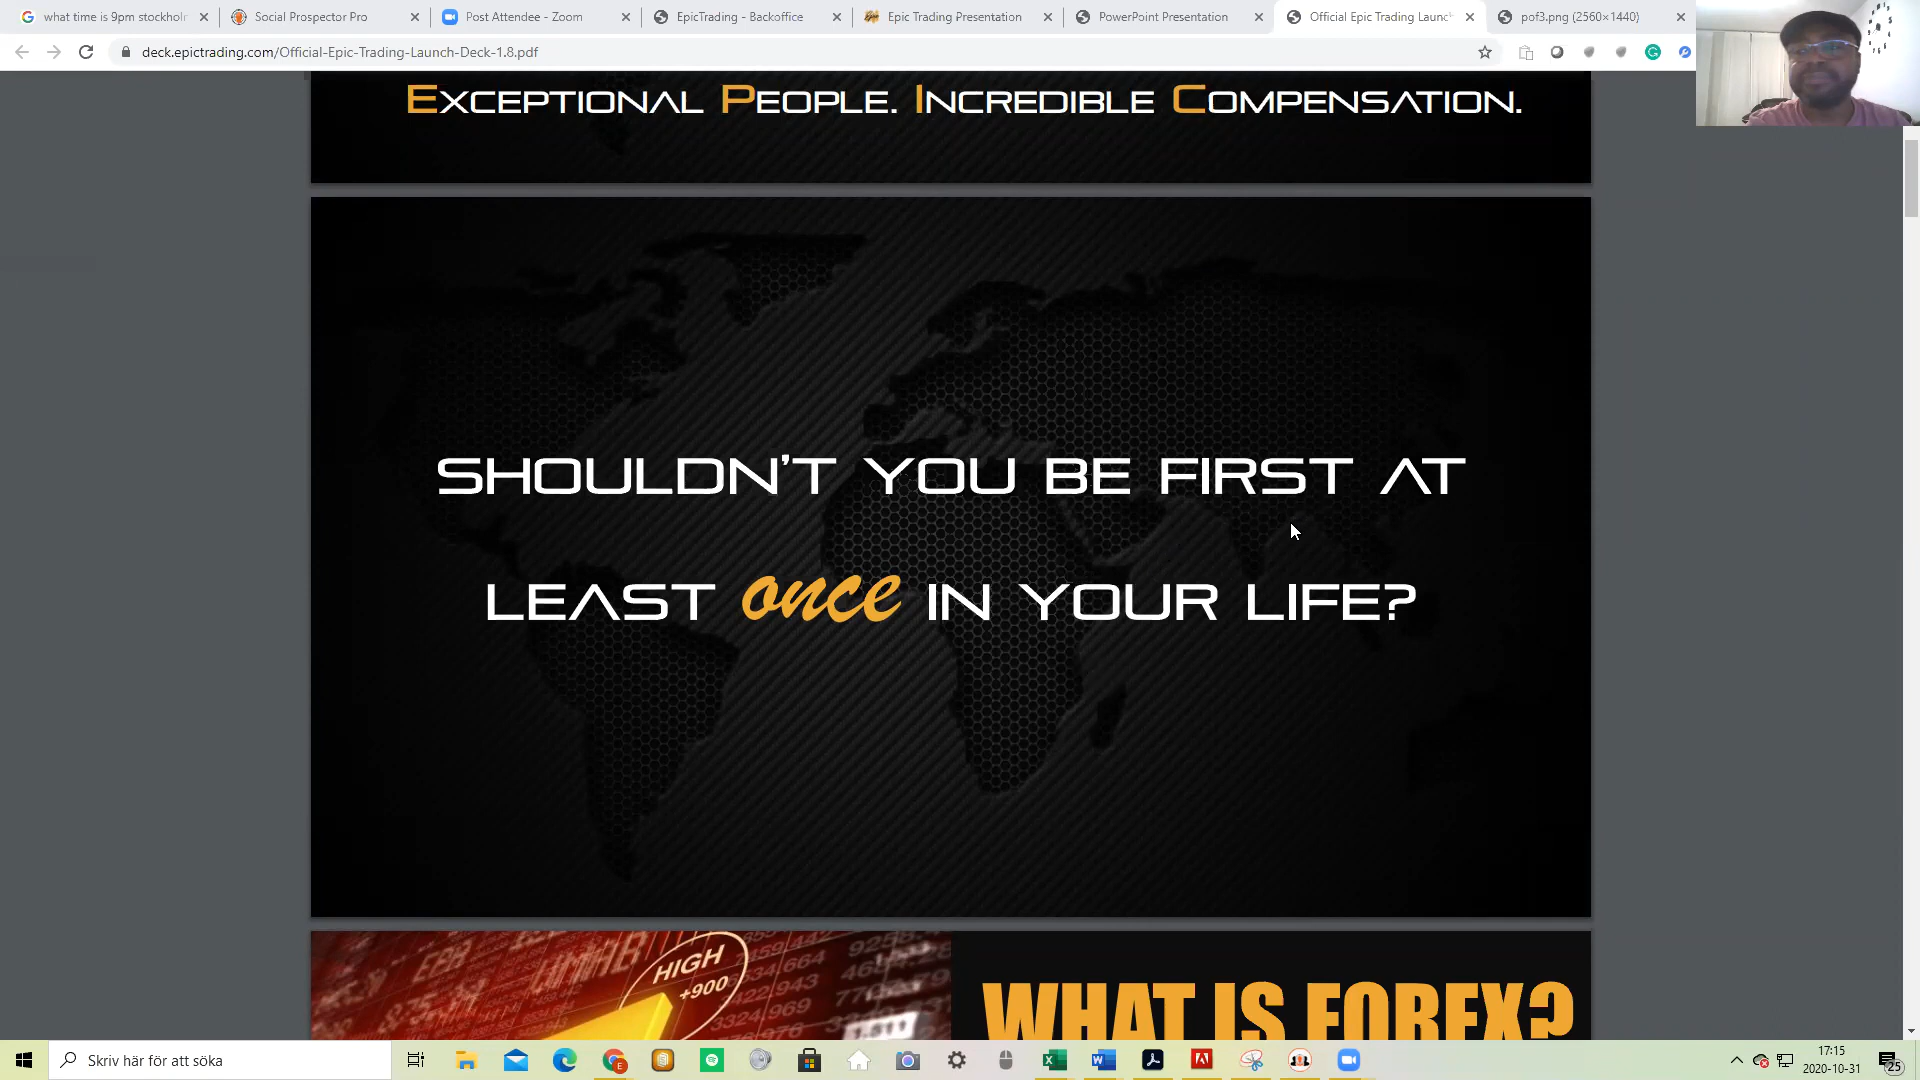 what time is 9pm stockholm
Social Prospector Pro
Post Attendee - Zoom
EpicTrading - Backoffice
Epic Trading Presentation
PowerPoint Presentation
Official Epic Trading Launc
pof3.png (2560×1440)
deck.epictrading.com/Official-Epic-Trading-Launch-Deck-1.8.pdf
EXCEPTIONAL PEOPLE. INCREDIBLE COMPENSATION.
SHOULDN'T YOU BE FIRST AT
LEAST once IN YOUR LIFE?
HIGH
+900
WHAT IS FOREX?
Skriv här för att söka
17:15
2020-10-31
25